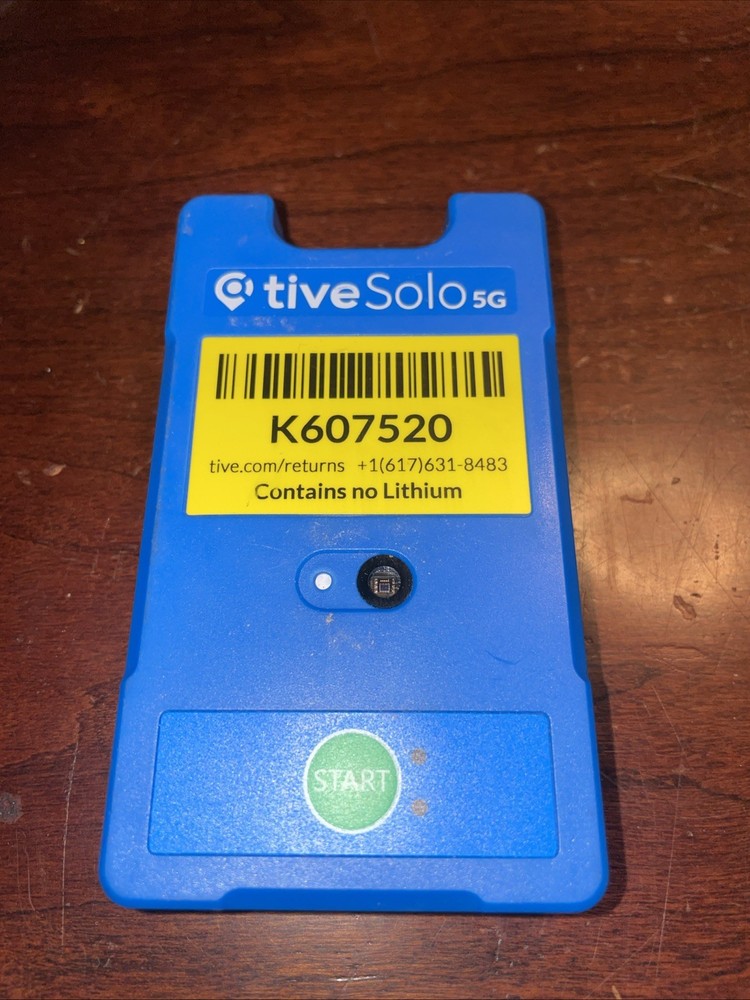 tive Solo 5G
K607520
tive.com/returns +1(617)631-8483
Contains no Lithium
START